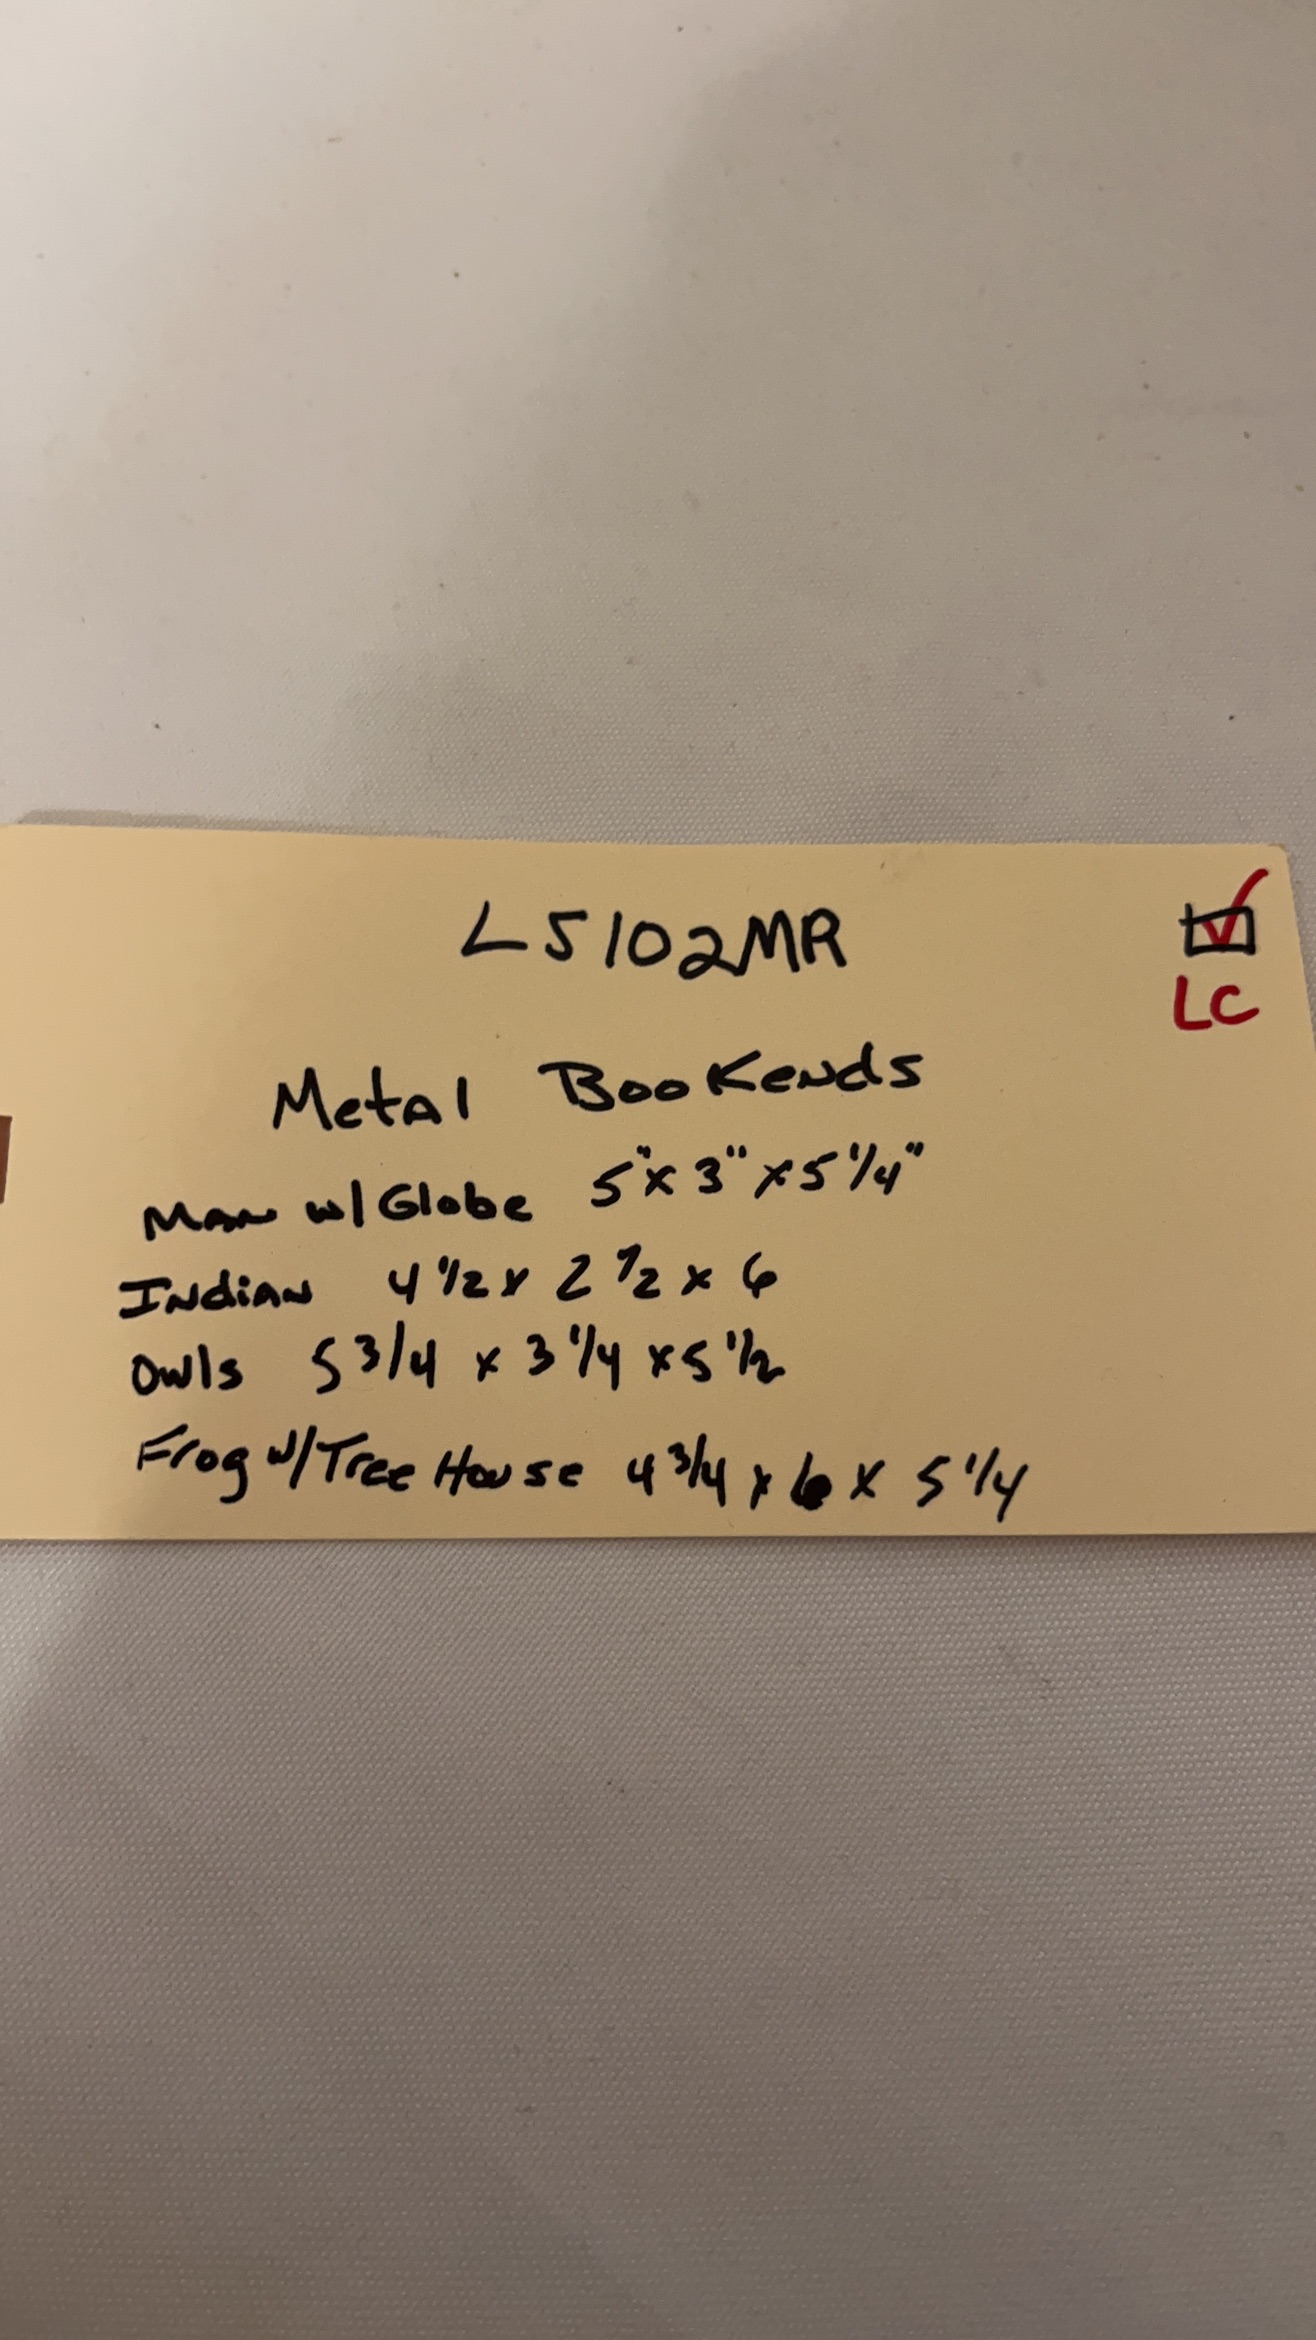 L5102MR
LC
Metal Bookends
Man w/Globe 5"x 3" x 5 1/4"
Indian 4 1/2 x 2 1/2 x 6
Owls 5 3/4 x 3 1/4 x 5 1/2
Frog w/Tree House 4 3/4 x 6 x 5 1/4